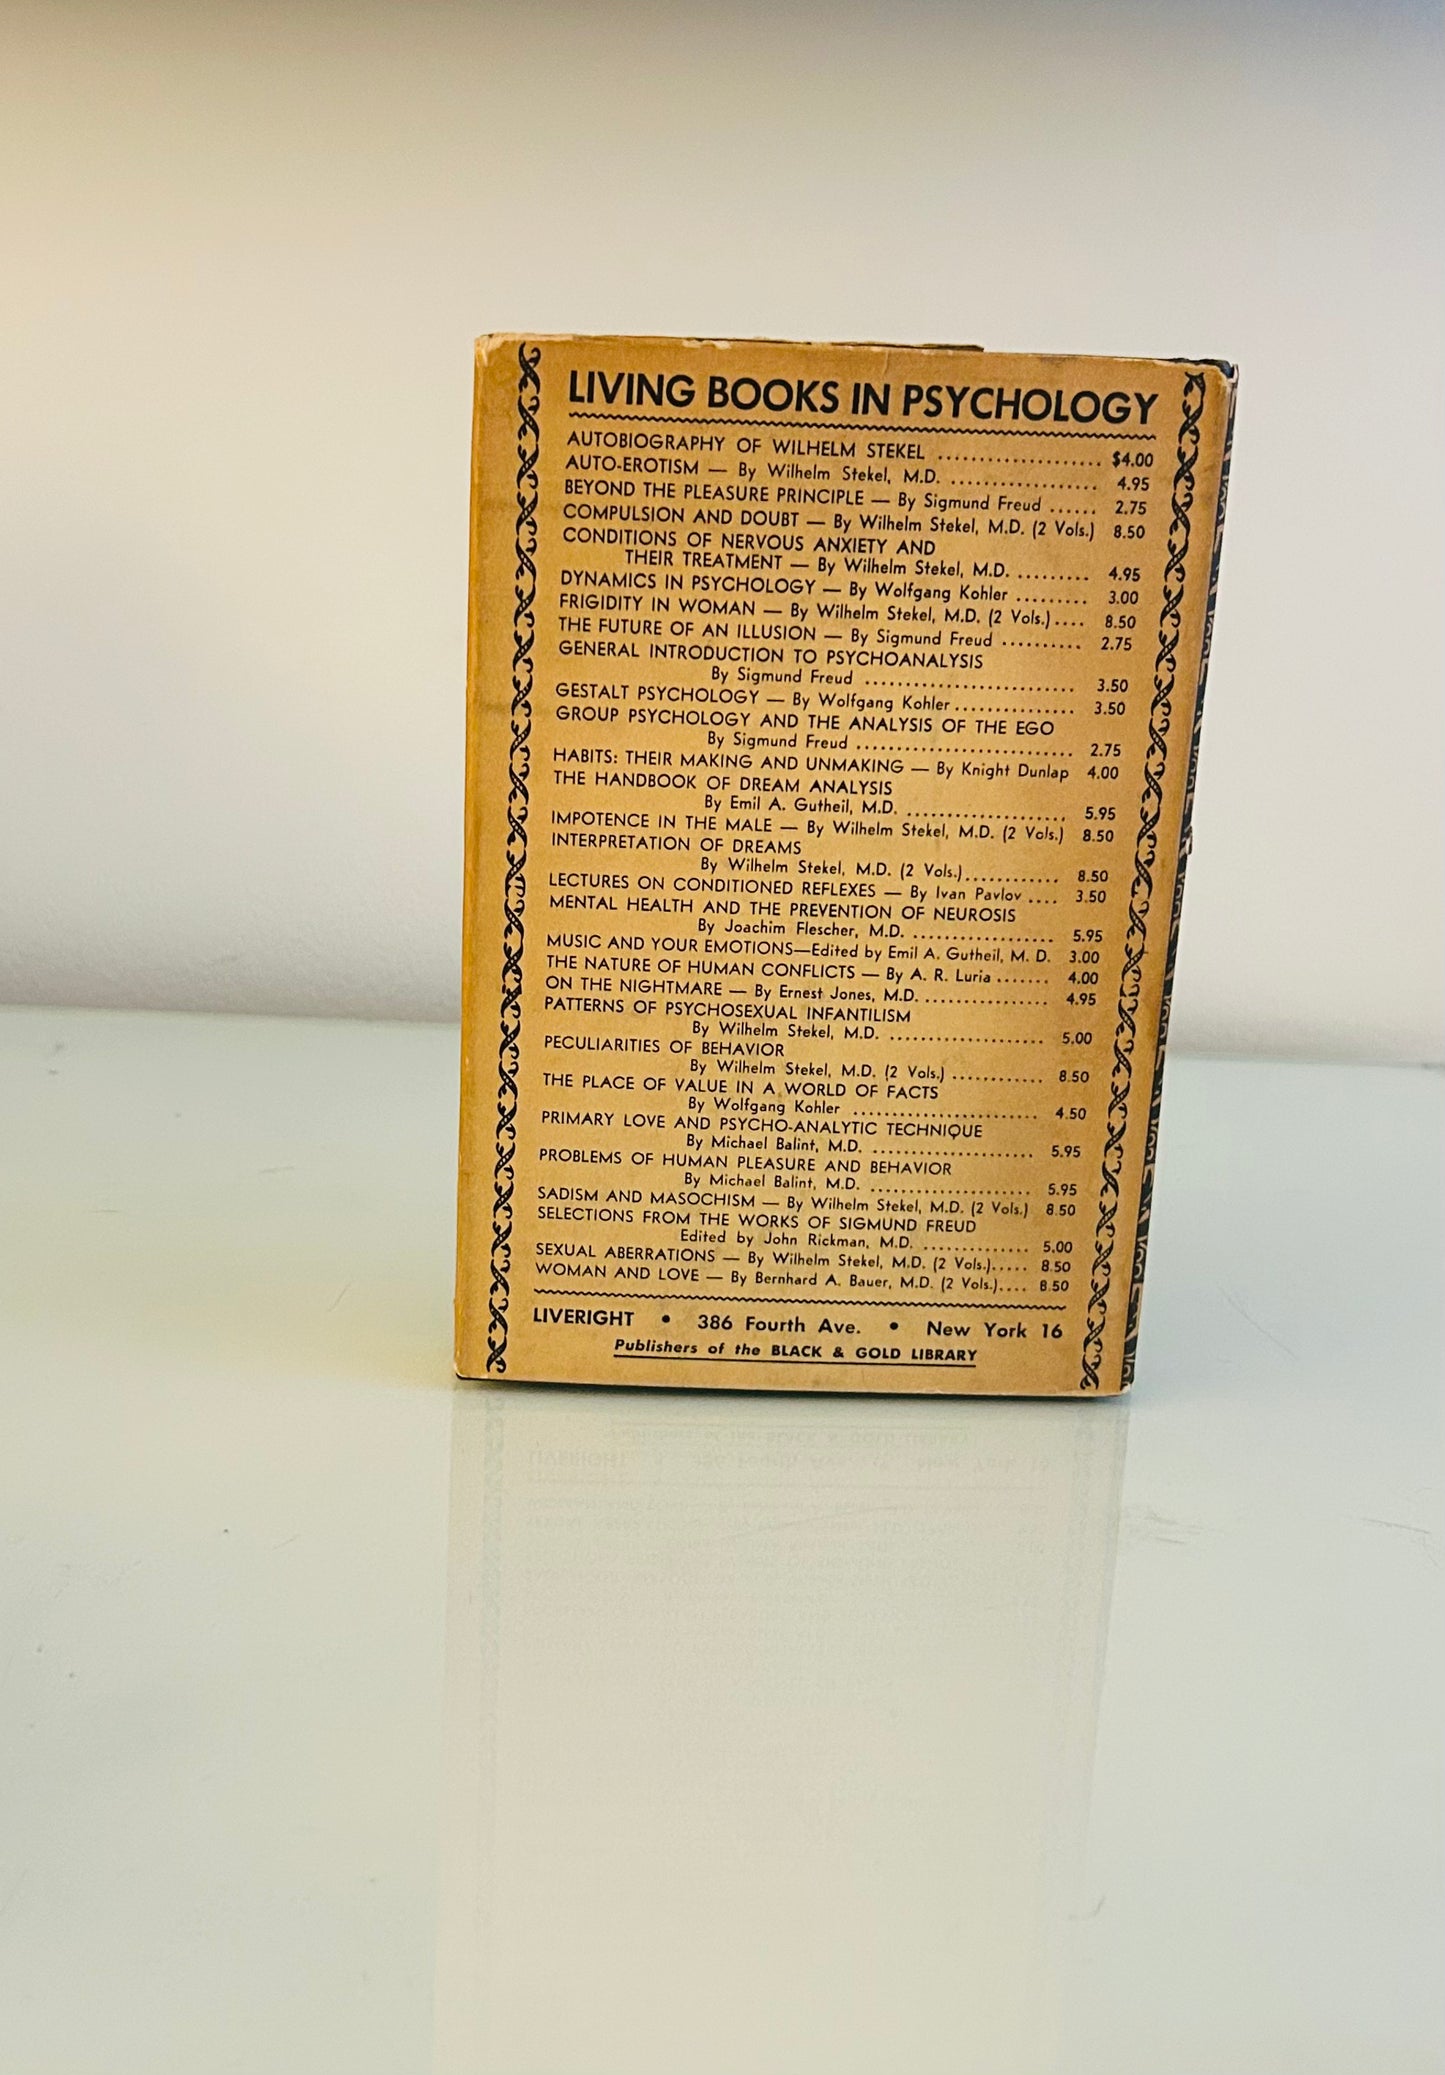 LIVING BOOKS IN PSYCHOLOGY
AUTOBIOGRAPHY OF WILHELM STEKEL .................... $4.00
AUTO-EROTISM — By Wilhelm Stekel, M.D. .................. 4.95
BEYOND THE PLEASURE PRINCIPLE — By Sigmund Freud ...... 2.75
COMPULSION AND DOUBT — By Wilhelm Stekel, M.D. (2 Vols.) 8.50
CONDITIONS OF NERVOUS ANXIETY AND
THEIR TREATMENT — By Wilhelm Stekel, M.D. ......... 4.95
DYNAMICS IN PSYCHOLOGY — By Wolfgang Kohler ......... 3.00
FRIGIDITY IN WOMAN — By Wilhelm Stekel, M.D. (2 Vols.).... 8.50
THE FUTURE OF AN ILLUSION — By Sigmund Freud .......... 2.75
GENERAL INTRODUCTION TO PSYCHOANALYSIS
By Sigmund Freud .......................... 3.50
GESTALT PSYCHOLOGY — By Wolfgang Kohler............... 3.50
GROUP PSYCHOLOGY AND THE ANALYSIS OF THE EGO
By Sigmund Freud ........................... 2.75
HABITS: THEIR MAKING AND UNMAKING — By Knight Dunlap 4.00
THE HANDBOOK OF DREAM ANALYSIS
By Emil A. Gutheil, M.D. .................... 5.95
IMPOTENCE IN THE MALE — By Wilhelm Stekel, M.D. (2 Vols.) 8.50
INTERPRETATION OF DREAMS
By Wilhelm Stekel, M.D. (2 Vols.)............ 8.50
LECTURES ON CONDITIONED REFLEXES — By Ivan Pavlov .... 3.50
MENTAL HEALTH AND THE PREVENTION OF NEUROSIS
By Joachim Flescher, M.D. .................. 5.95
MUSIC AND YOUR EMOTIONS—Edited by Emil A. Gutheil, M. D. 3.00
THE NATURE OF HUMAN CONFLICTS — By A. R. Luria ....... 4.00
ON THE NIGHTMARE — By Ernest Jones, M.D. ................ 4.95
PATTERNS OF PSYCHOSEXUAL INFANTILISM
By Wilhelm Stekel, M.D. .................... 5.00
PECULIARITIES OF BEHAVIOR
By Wilhelm Stekel, M.D. (2 Vols.) ............ 8.50
THE PLACE OF VALUE IN A WORLD OF FACTS
By Wolfgang Kohler ........................ 4.50
PRIMARY LOVE AND PSYCHO-ANALYTIC TECHNIQUE
By Michael Balint, M.D. ..................... 5.95
PROBLEMS OF HUMAN PLEASURE AND BEHAVIOR
By Michael Balint, M.D. ..................... 5.95
SADISM AND MASOCHISM — By Wilhelm Stekel, M.D. (2 Vols.) 8.50
SELECTIONS FROM THE WORKS OF SIGMUND FREUD
Edited by John Rickman, M.D. .............. 5.00
SEXUAL ABERRATIONS — By Wilhelm Stekel, M.D. (2 Vols.)..... 8.50
WOMAN AND LOVE — By Bernhard A. Bauer, M.D. (2 Vols.).... 8.50
LIVERIGHT • 386 Fourth Ave. • New York 16
Publishers of the BLACK & GOLD LIBRARY